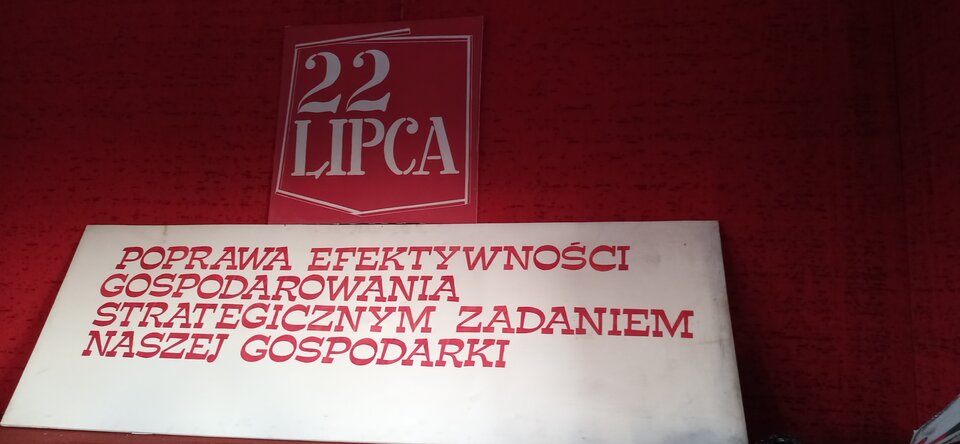 22
LIPCA
POPRAWA EFEKTYWNOŚCI
GOSPODAROWANIA
STRATEGICZNYM ZADANIEM
NASZEJ GOSPODARKI